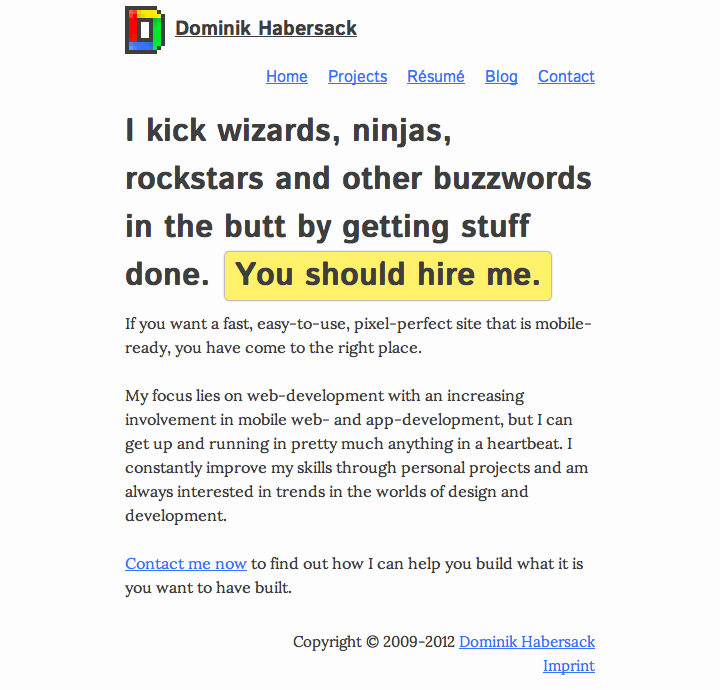 Dominik Habersack
Home Projects Résumé Blog Contact
I kick wizards, ninjas,
rockstars and other buzzwords
in the butt by getting stuff
done. You should hire me.
If you want a fast, easy-to-use, pixel-perfect site that is mobile-
ready, you have come to the right place.
My focus lies on web-development with an increasing
involvement in mobile web- and app-development, but I can
get up and running in pretty much anything in a heartbeat. I
constantly improve my skills through personal projects and am
always interested in trends in the worlds of design and
development.
Contact me now to find out how I can help you build what it is
you want to have built.
Copyright © 2009-2012 Dominik Habersack
Imprint